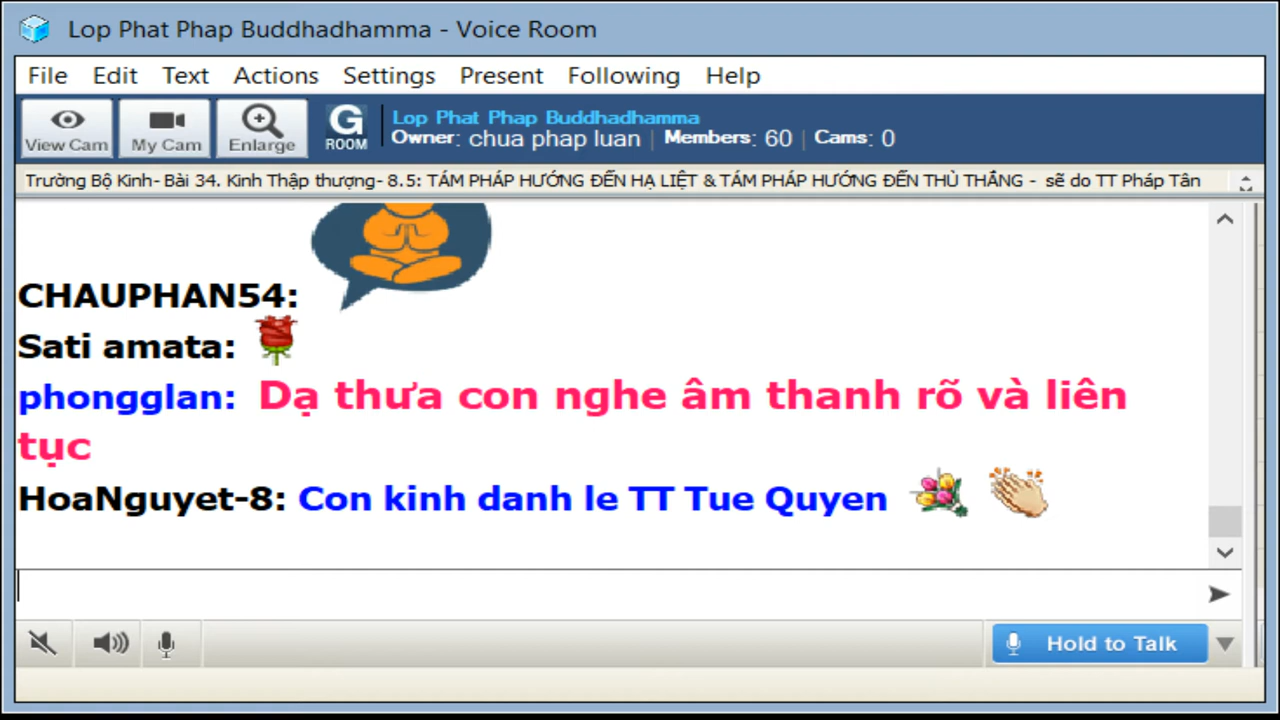 Lop Phat Phap Buddhadhamma - Voice Room
File Edit Text Actions Settings Present Following Help
View Cam My Cam Enlarge G ROOM
Lop Phat Phap Buddhadhamma
Owner: chua phap luan | Members: 60 | Cams: 0
Trường Bộ Kinh- Bài 34. Kinh Thập thượng- 8.5: TÁM PHÁP HƯỚNG ĐẾN HẠ LIỆT & TÁM PHÁP HƯỚNG ĐẾN THỦ THẮNG - sẽ do TT Pháp Tân
CHAUPHAN54:
Sati amata:
phongglan: Dạ thưa con nghe âm thanh rõ và liên
tục
HoaNguyet-8: Con kinh danh le TT Tue Quyen
Hold to Talk